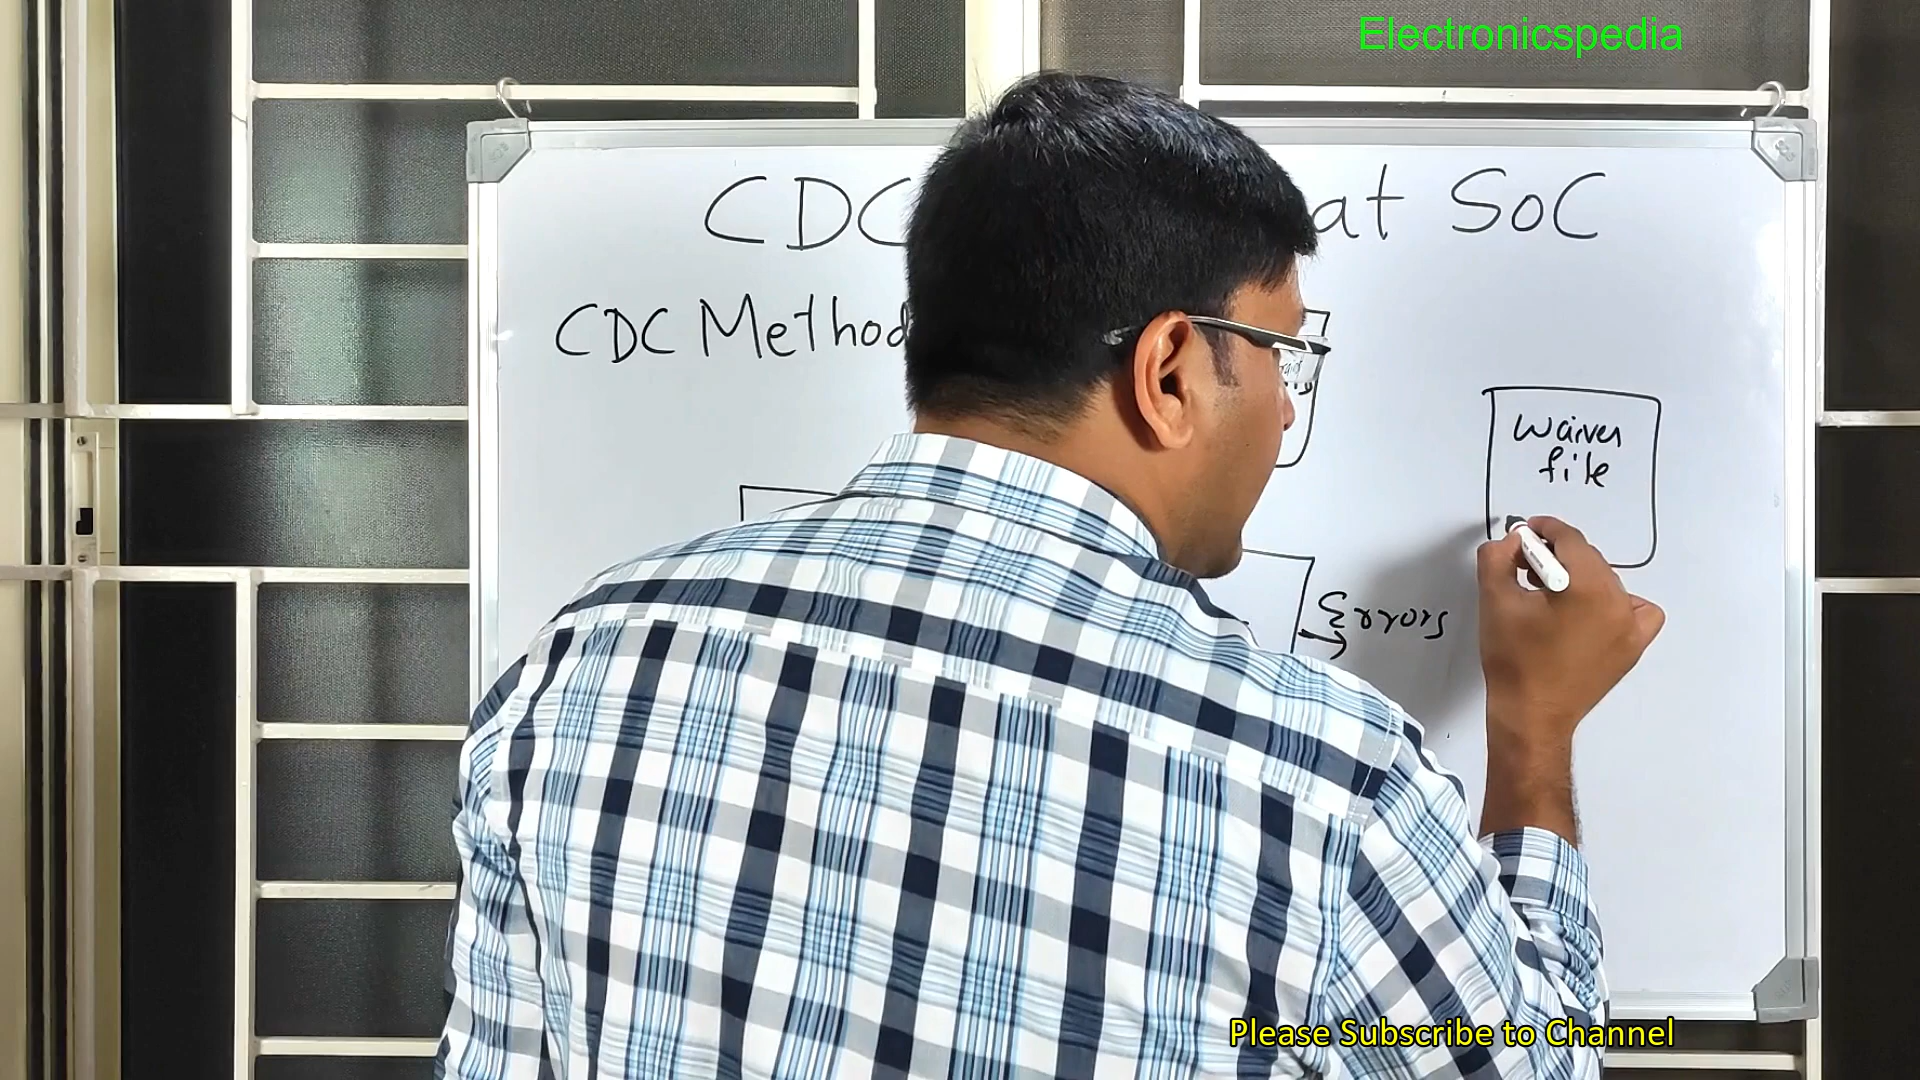 Electronicspedia
CDC at SoC
CDC Method
waiver
file
Errors
Please Subscribe to Channel